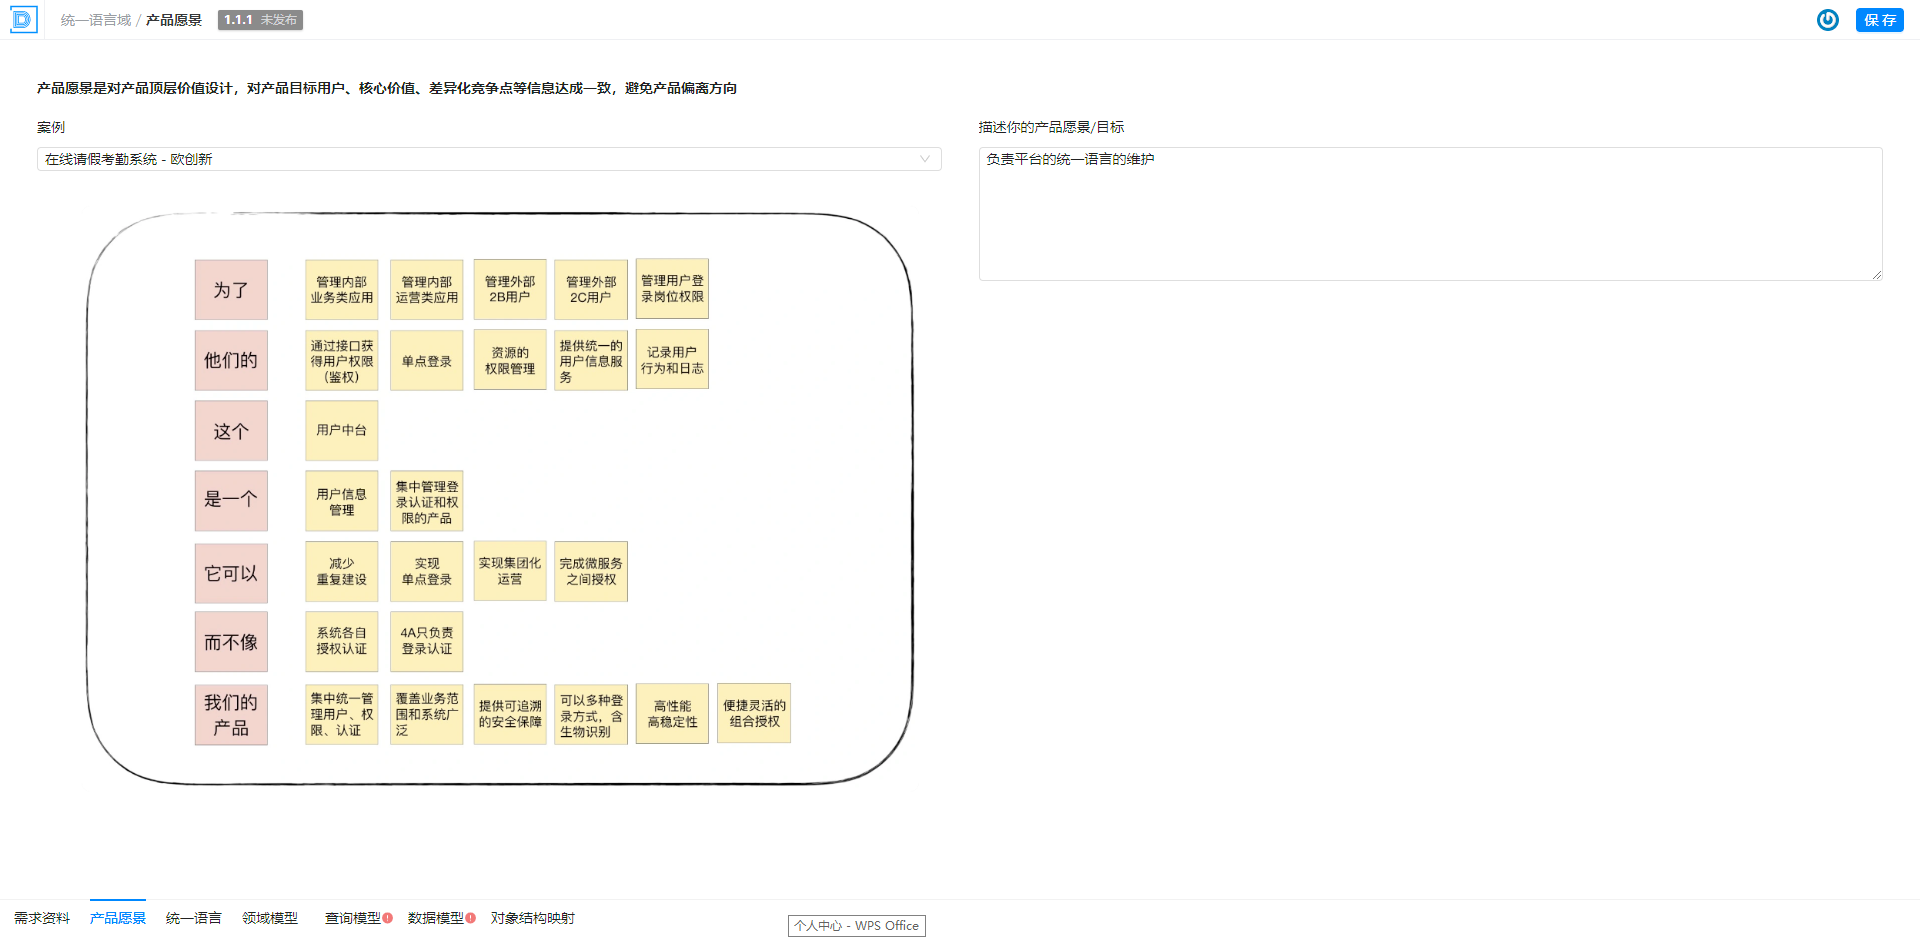 统一语言域 / 产品愿景 1.1.1 未发布
保存
产品愿景是对产品顶层价值设计，对产品目标用户、核心价值、差异化竞争点等信息达成一致，避免产品偏离方向
案例
在线请假考勤系统 - 欧创新
为了
管理内部
业务类应用
管理内部
运营类应用
管理外部
2B用户
管理外部
2C用户
管理用户登
录岗位权限
他们的
通过接口获
得用户权限
（鉴权）
单点登录
资源的
权限管理
提供统一的
用户信息服
务
记录用户
行为和日志
这个
用户中台
是一个
用户信息
管理
集中管理登
录认证和权
限的产品
它可以
减少
重复建设
实现
单点登录
实现集团化
运营
完成微服务
之间授权
而不像
系统各自
授权认证
4A只负责
登录认证
我们的
产品
集中统一管
理用户、权
限、认证
覆盖业务范
围和系统广
泛
提供可追溯
的安全保障
可以多种登
录方式，含
生物识别
高性能
高稳定性
便捷灵活的
组合授权
描述你的产品愿景/目标
负责平台的统一语言的维护
需求资料 产品愿景 统一语言 领域模型 查询模型 数据模型 对象结构映射
个人中心 - WPS Office